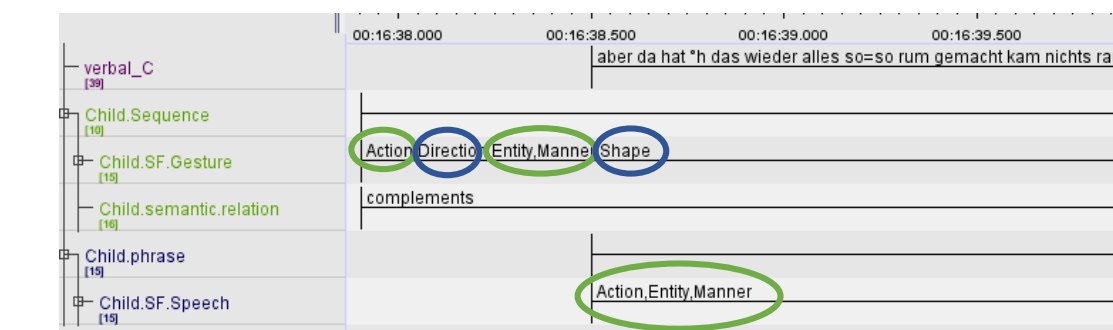 00:16:38.000 00:16:38.500 00:16:39.000 00:16:39.500
verbal_C
[39]
aber da hat °h das wieder alles so=so rum gemacht kam nichts ra
Child.Sequence
[10]
Child.SF.Gesture
[15]
Action Directio Entity,Manne Shape
Child.semantic.relation
[16]
complements
Child.phrase
[15]
Child.SF.Speech
[15]
Action,Entity,Manner